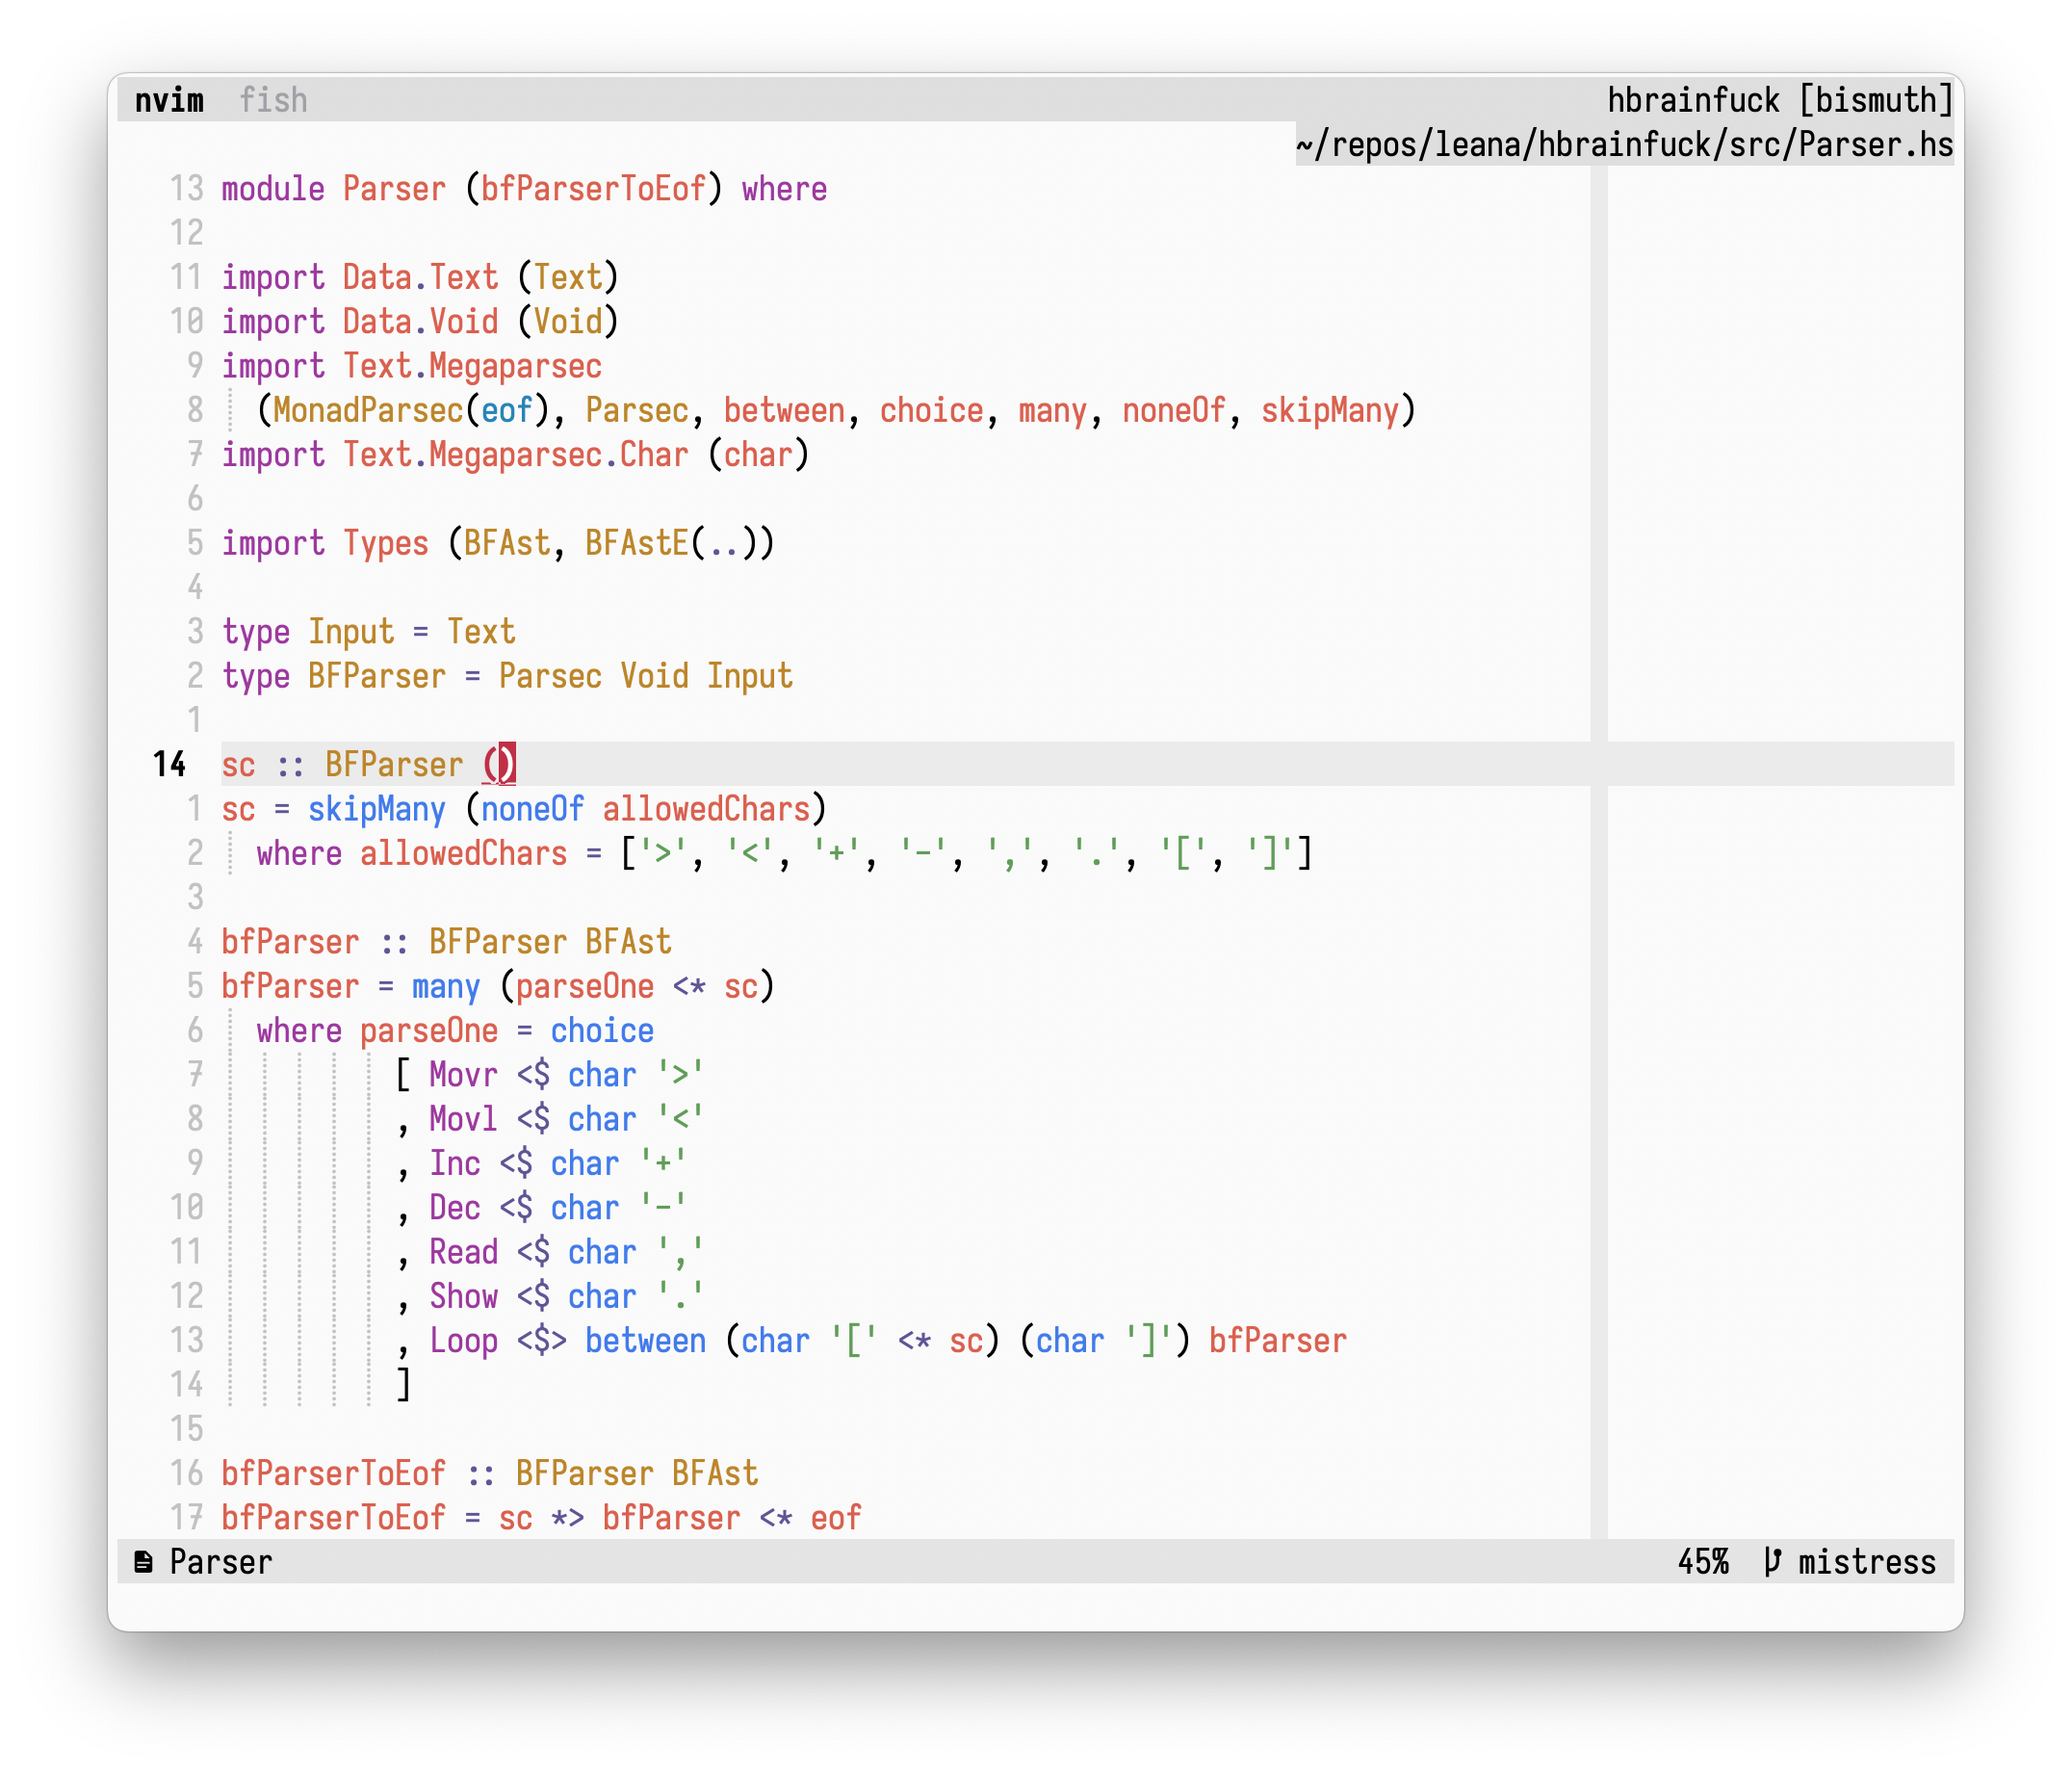 nvim  fish  hbrainfuck [bismuth]
~/repos/leana/hbrainfuck/src/Parser.hs
13 module Parser (bfParserToEof) where
12
11 import Data.Text (Text)
10 import Data.Void (Void)
9 import Text.Megaparsec
8   (MonadParsec(eof), Parsec, between, choice, many, noneOf, skipMany)
7 import Text.Megaparsec.Char (char)
6
5 import Types (BFAst, BFAstE(..))
4
3 type Input = Text
2 type BFParser = Parsec Void Input
1
14 sc :: BFParser ()
1 sc = skipMany (noneOf allowedChars)
2   where allowedChars = ['>', '<', '+', '-', ',', '.', '[', ']']
3
4 bfParser :: BFParser BFAst
5 bfParser = many (parseOne <* sc)
6   where parseOne = choice
7           [ Movr <$ char '>'
8           , Movl <$ char '<'
9           , Inc <$ char '+'
10           , Dec <$ char '-'
11           , Read <$ char ','
12           , Show <$ char '.'
13           , Loop <$> between (char '[' <* sc) (char ']') bfParser
14           ]
15
16 bfParserToEof :: BFParser BFAst
17 bfParserToEof = sc *> bfParser <* eof
Parser  45%  mistress